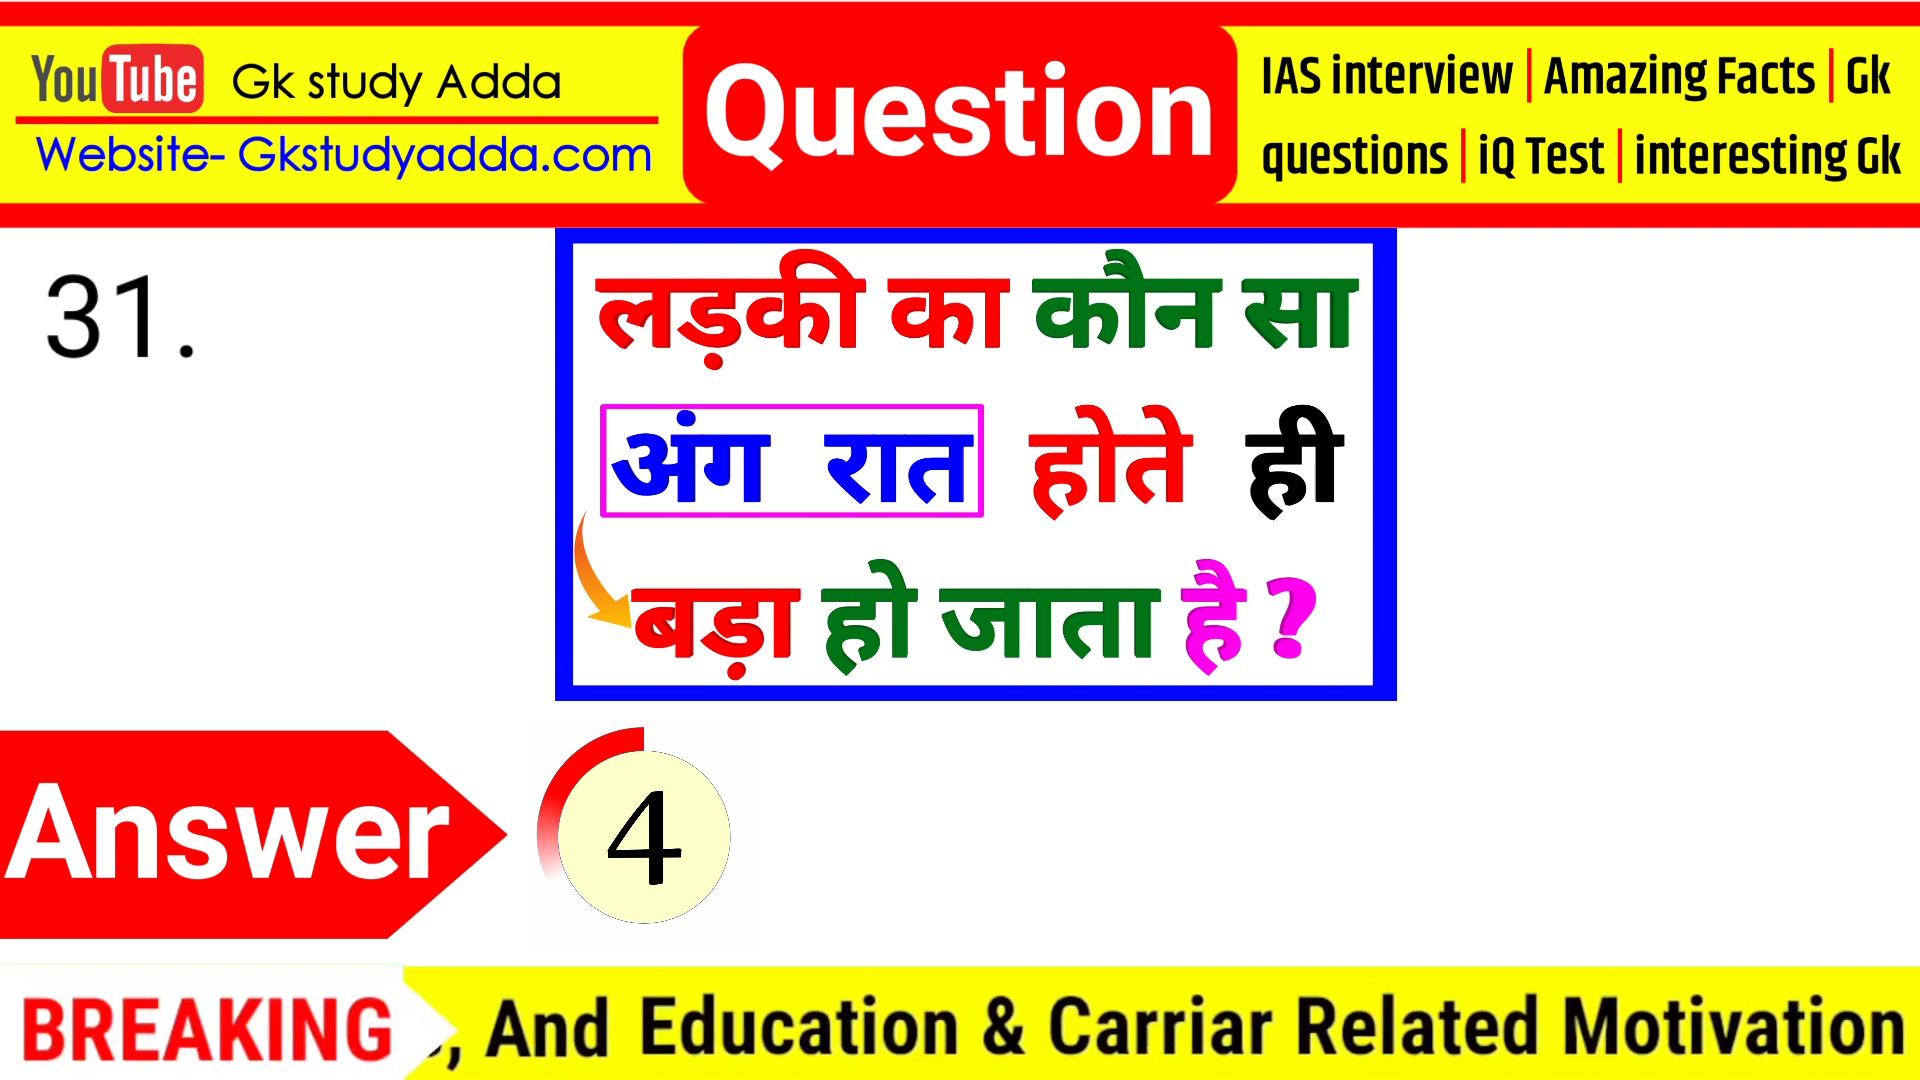 YouTube Gk study Adda
Website- Gkstudyadda.com
Question
IAS interview | Amazing Facts | Gk
questions | iQ Test | interesting Gk
31.
लड़की का कौन सा
अंग रात होते ही
बड़ा हो जाता है ?
Answer
4
BREAKING , And Education & Carriar Related Motivation